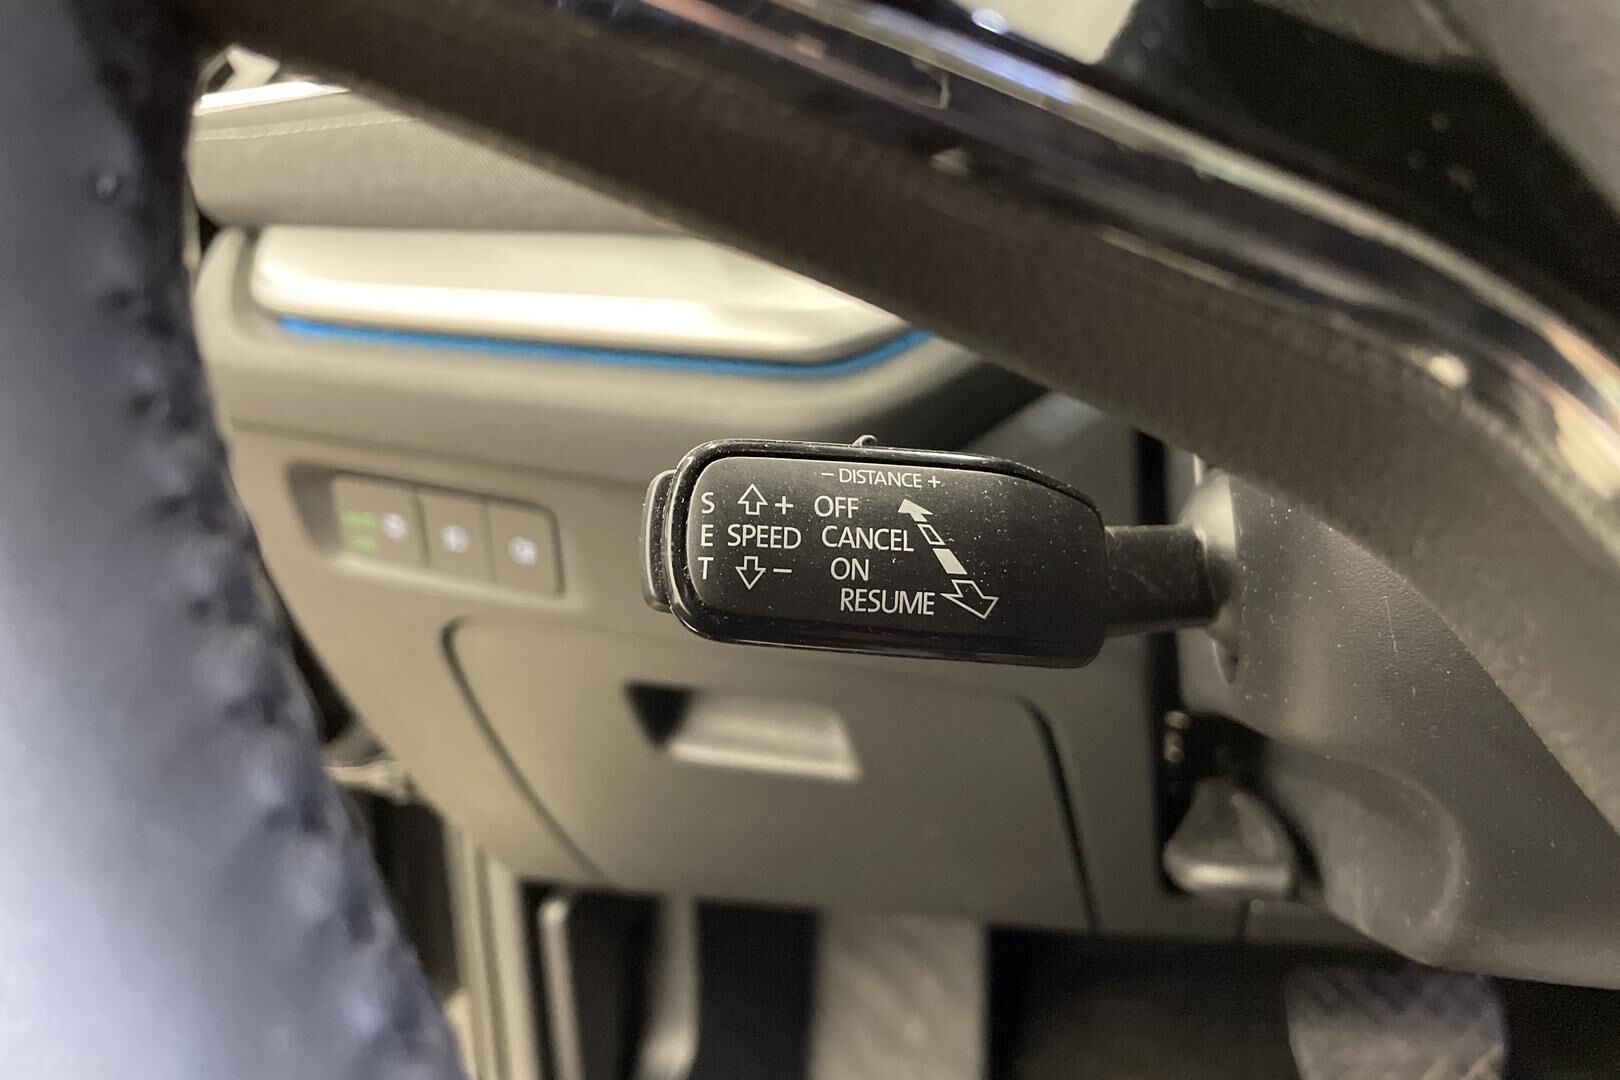 − DISTANCE +
S + OFF
E SPEED CANCEL
T − ON
RESUME